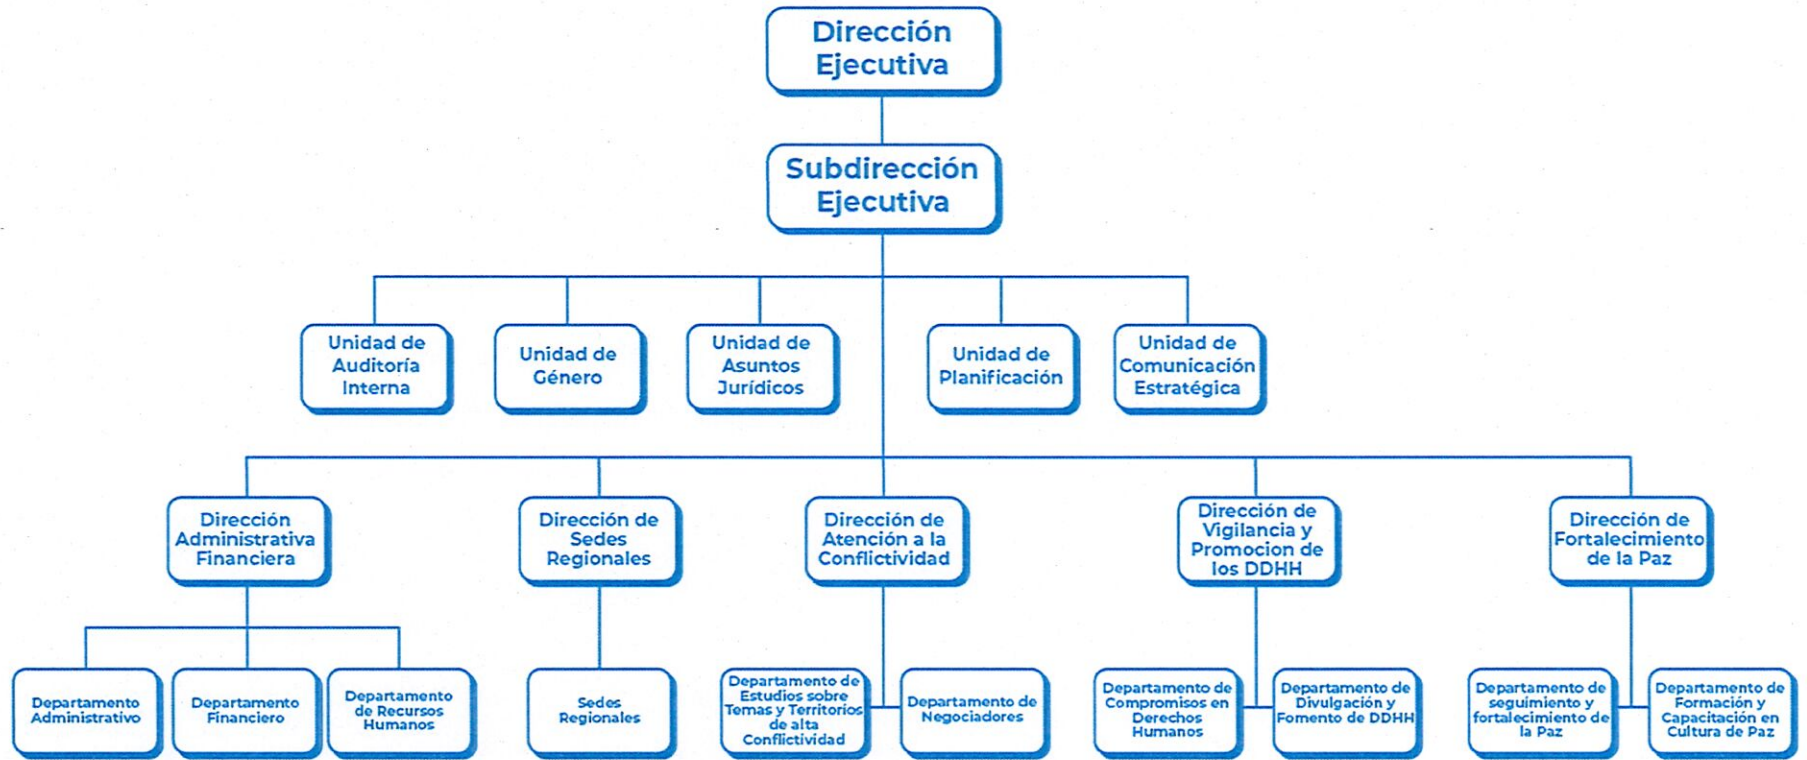 Dirección
Ejecutiva
Subdirección
Ejecutiva
Unidad de
Auditoría
Interna
Unidad de
Género
Unidad de
Asuntos
Jurídicos
Unidad de
Planificación
Unidad de
Comunicación
Estratégica
Dirección
Administrativa
Financiera
Dirección de
Sedes
Regionales
Dirección de
Atención a la
Conflictividad
Dirección de
Vigilancia y
Promocion de
los DDHH
Dirección de
Fortalecimiento
de la Paz
Departamento
Administrativo
Departamento
Financiero
Departamento
de Recursos
Humanos
Sedes
Regionales
Departamento de
Estudios sobre
Temas y Territorios
de alta
Conflictividad
Departamento de
Negociadores
Departamento de
Compromisos en
Derechos
Humanos
Departamento de
Divulgación y
Fomento de DDHH
Departamento de
seguimiento y
fortalecimiento de
la Paz
Departamento de
Formación y
Capacitación en
Cultura de Paz